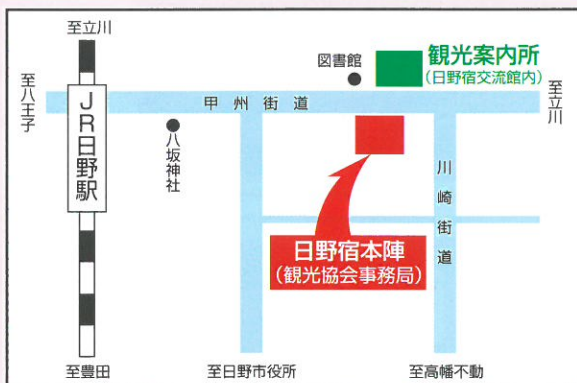 至立川
図書館
観光案内所
(日野宿交流館内)
至八王子
甲州街道
至立川
JR日野駅
八坂神社
川崎街道
日野宿本陣
(観光協会事務局)
至豊田
至日野市役所
至高幡不動